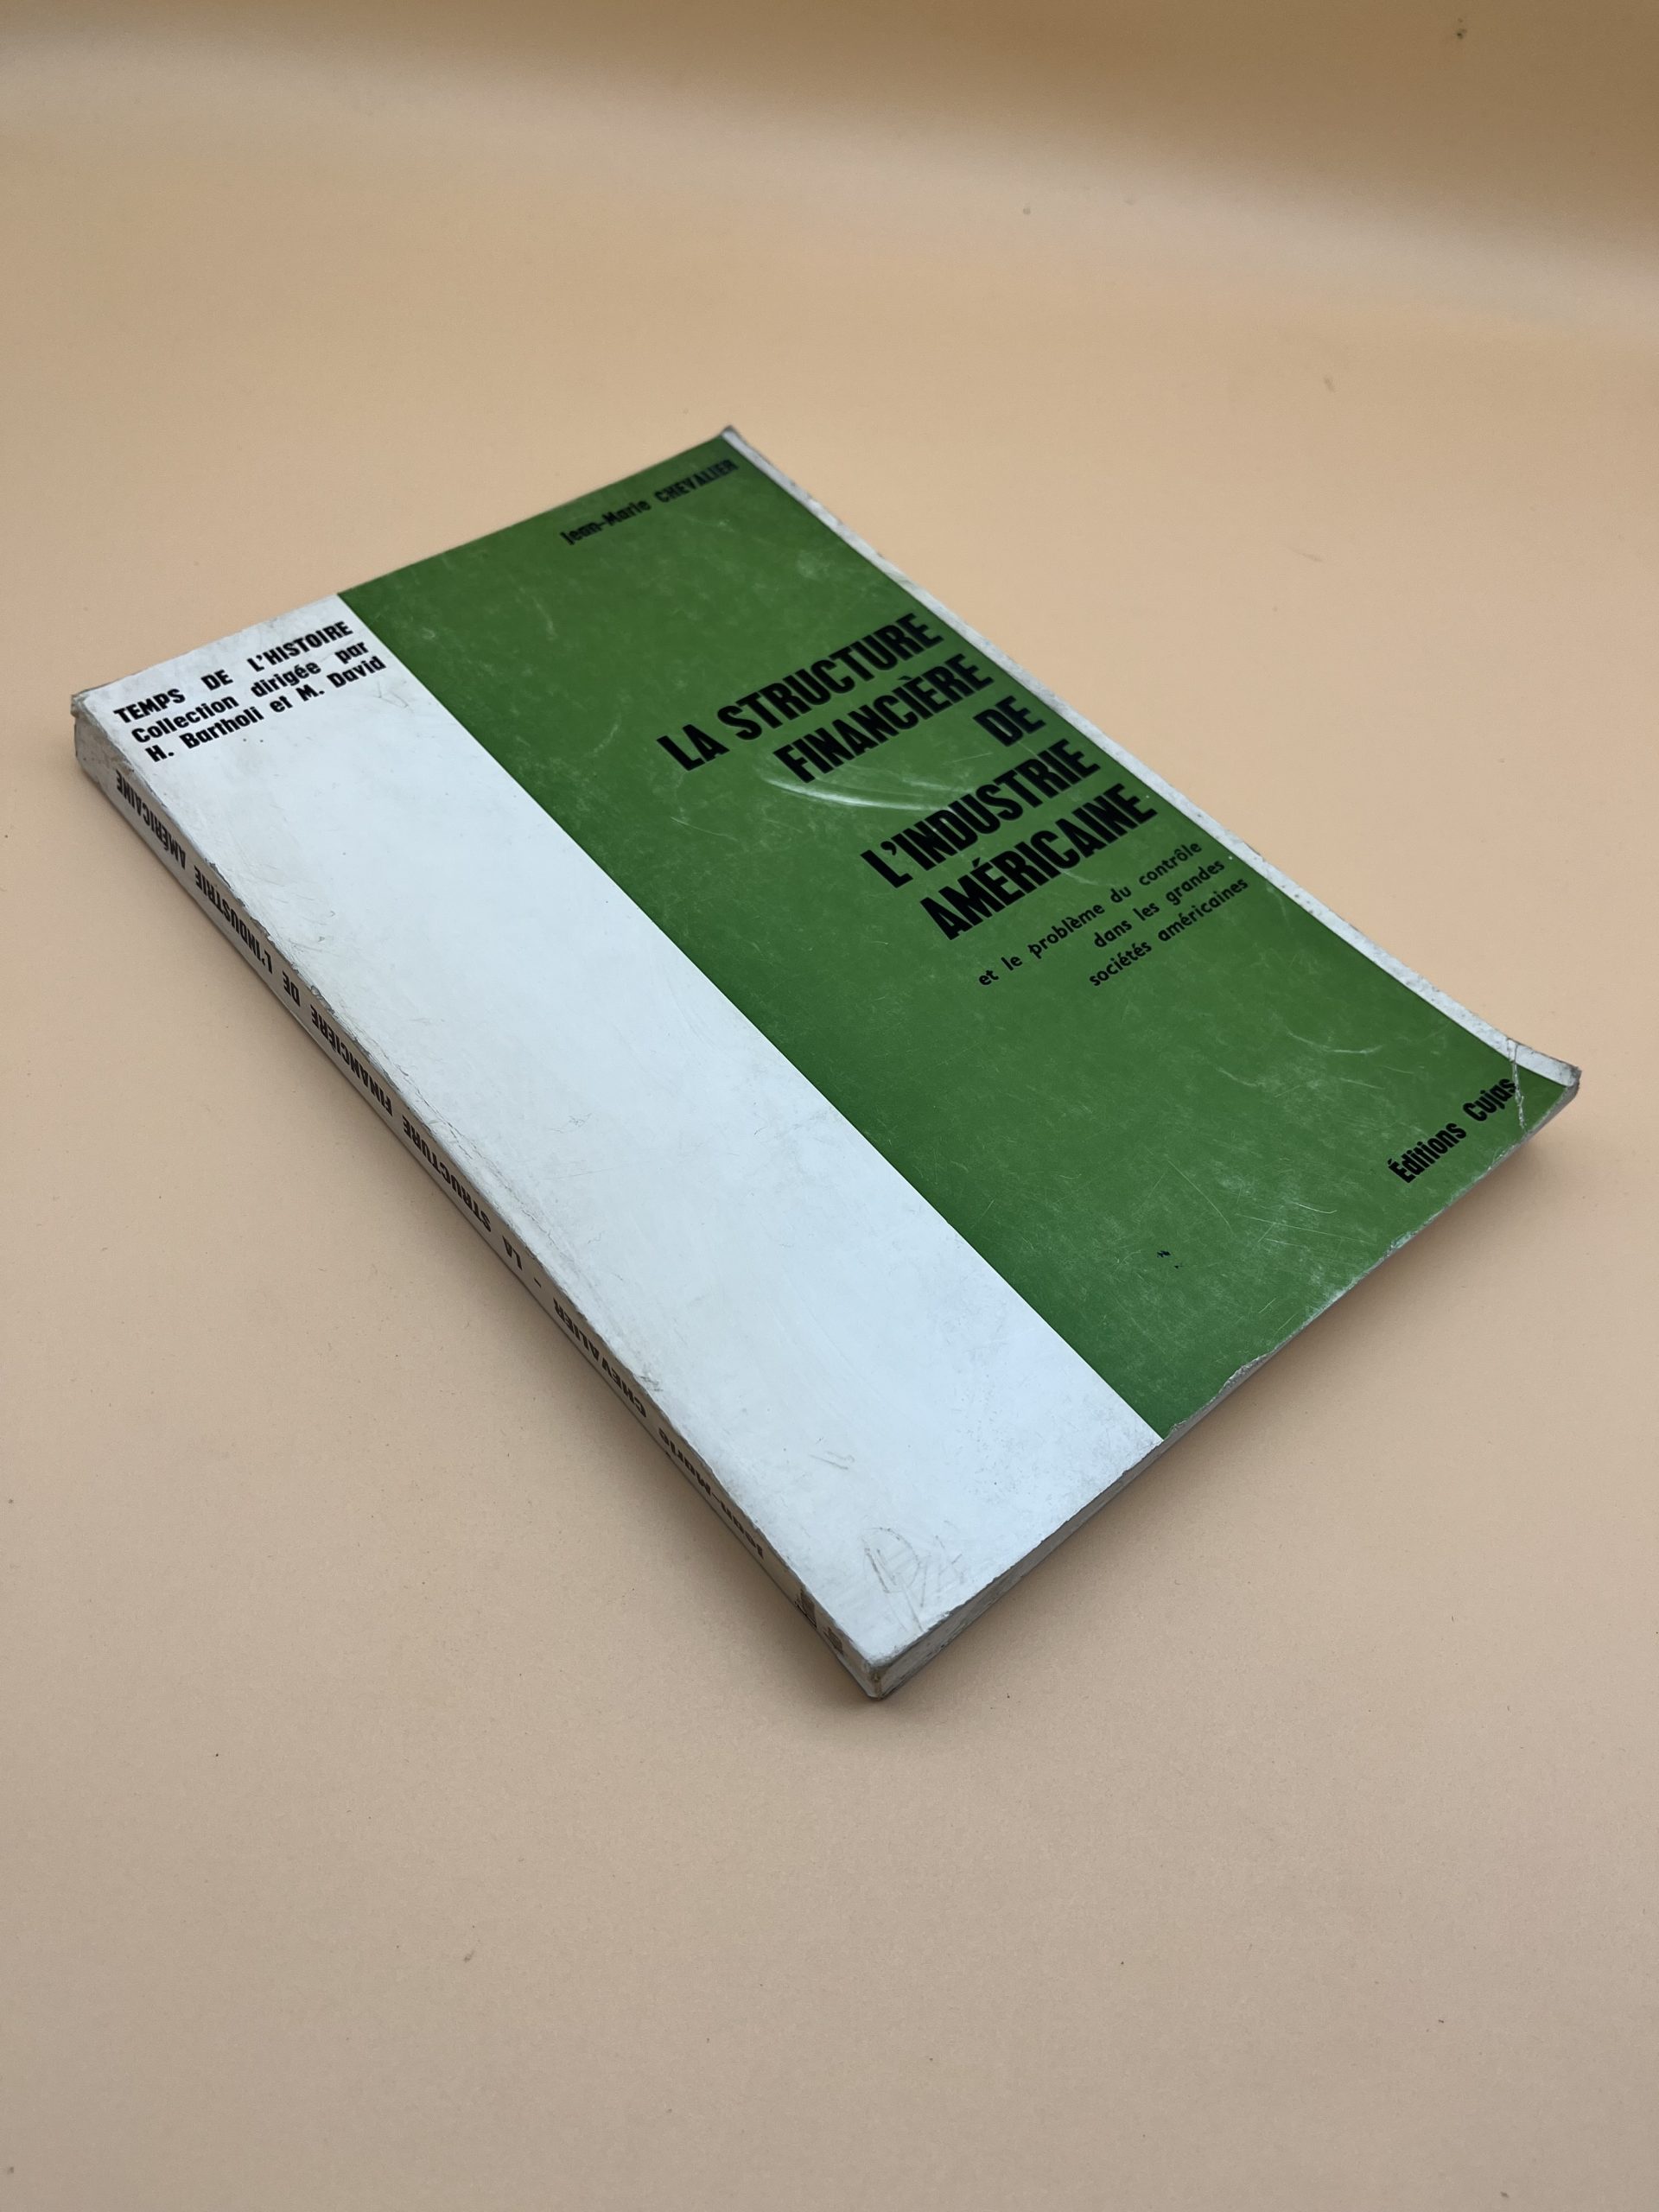 Jean-Marie CHEVALIER
TEMPS DE L'HISTOIRE
Collection dirigée par
H. Bartholi et M. David
LA STRUCTURE
FINANCIÈRE
DE
L'INDUSTRIE
AMÉRICAINE
et le problème du contrôle
dans les grandes
sociétés américaines
Éditions Cujas
Jean-Marie CHEVALIER - LA STRUCTURE FINANCIÈRE DE L'INDUSTRIE AMÉRICAINE